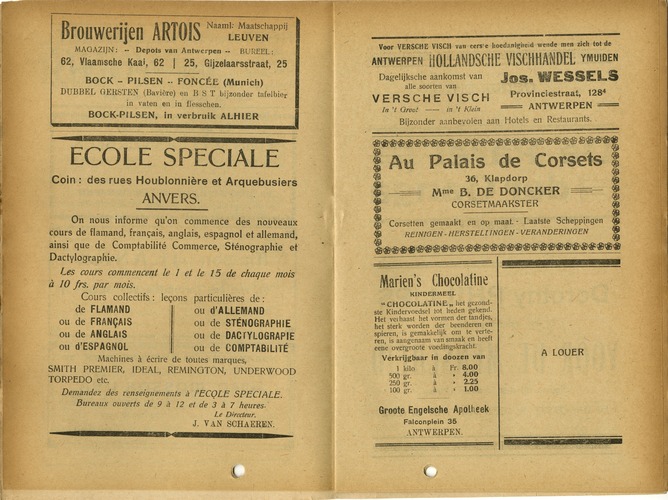 Brouwerijen ARTOIS Naaml. Maatschappij LEUVEN
MAGAZIJN: -- Depots van Antwerpen -- BUREEL:
62, Vlaamsche Kaai, 62 | 25, Gijzelaarsstraat, 25
BOCK - PILSEN - FONCÉE (Munich)
DUBBEL GERSTEN (Bavière) en B S T bijzonder tafelbier
in vaten en in flesschen.
BOCK-PILSEN, in verbruik ALHIER
ECOLE SPECIALE
Coin : des rues Houblonnière et Arquebusiers
ANVERS.
On nous informe qu'on commence des nouveaux
cours de flamand, français, anglais, espagnol et allemand,
ainsi que de Comptabilité Commerce, Sténographie et
Dactylographie.
Les cours commencent le 1 et le 15 de chaque mois
à 10 frs. par mois.
Cours collectifs : leçons particulières de :
de FLAMAND ou d'ALLEMAND
ou de FRANÇAIS ou de STÉNOGRAPHIE
ou de ANGLAIS ou de DACTYLOGRAPIE
ou d'ESPAGNOL ou de COMPTABILITÉ
Machines à écrire de toutes marques,
SMITH PREMIER, IDEAL, REMINGTON, UNDERWOOD
TORPEDO etc.
Demandez des renseignements à l'ECOLE SPECIALE.
Bureaux ouverts de 9 à 12 et de 3 à 7 heures.
Le Directeur.
J. VAN SCHAEREN.
Voor VERSCHE VISCH van eerste hoedanigheid wende men zich tot de
ANTWERPEN HOLLANDSCHE VISCHHANDEL YMUIDEN
Dagelijksche aankomst van
alle soorten van
VERSCHE VISCH
In 't Groot — in 't Klein
Jos. WESSELS
Provinciestraat, 128A
ANTWERPEN
Bijzonder aanbevolen aan Hotels en Restaurants.
Au Palais de Corsets
36, Klapdorp
Mme B. DE DONCKER
CORSETMAAKSTER
Corsetten gemaakt en op maat. - Laatste Scheppingen
REINIGEN - HERSTELLINGEN - VERANDERINGEN
Marien's Chocolatine
KINDERMEEL
"CHOCOLATINE„ het gezond-
ste Kindervoedsel tot heden gekend.
Het verhaast het vormen der tandjes,
het sterk worden der beenderen en
spieren, is gemakkelijk om te verte-
ren, is aangenaam van smaak en heeft
eene overgroote voedingskracht.
Verkrijgbaar in doozen van
1 kilo à Fr. 8.00
500 gr. à » 4.00
250 gr. à » 2.25
100 gr. à » 1.00
Groote Engelsche Apotheek
Falconplein 35
ANTWERPEN.
A LOUER